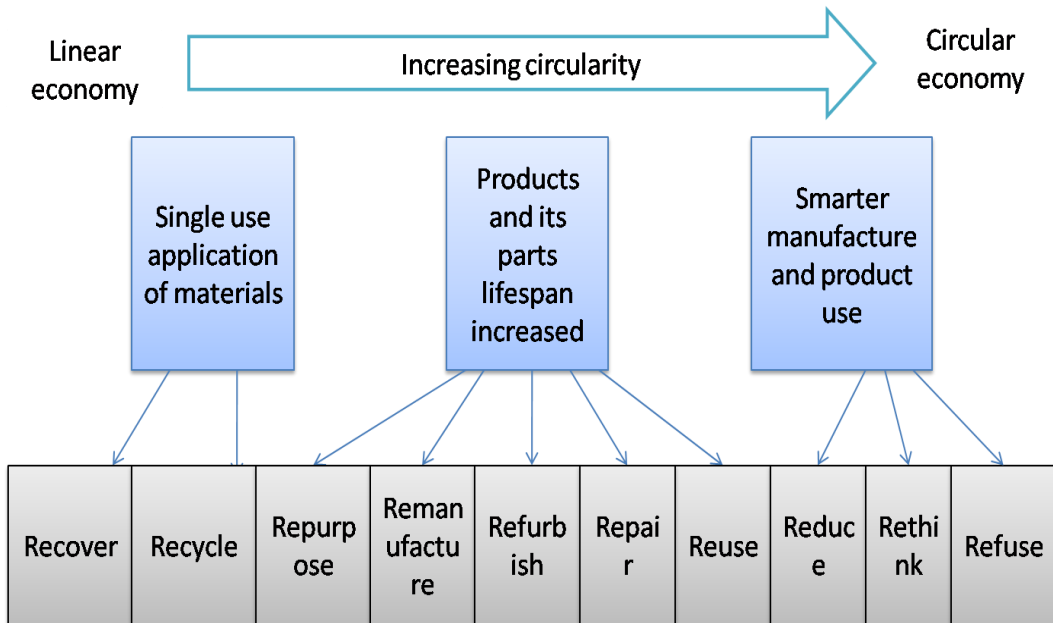 Linear
economy
Increasing circularity
Circular
economy
Single use
application
of materials
Products
and its
parts
lifespan
increased
Smarter
manufacture
and product
use
Recover
Recycle
Repurp
ose
Reman
ufactu
re
Refurb
ish
Repai
r
Reuse
Reduc
e
Rethi
nk
Refuse